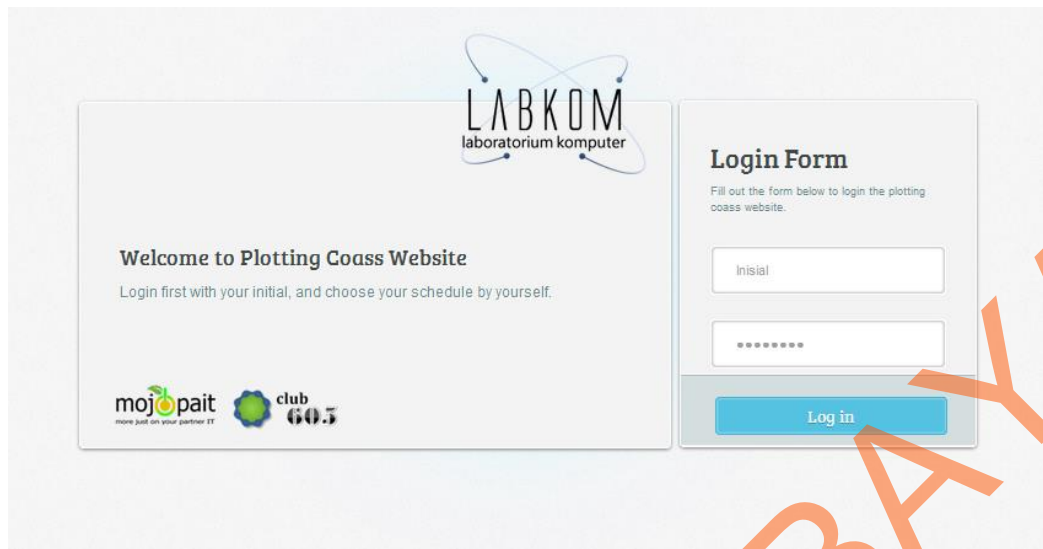 LABKOM
laboratorium komputer
Welcome to Plotting Coass Website
Login first with your initial, and choose your schedule by yourself.
mojopait
more just on your partner IT
club
605
Login Form
Fill out the form below to login the plotting
coass website.
Inisial
Log in
BAY